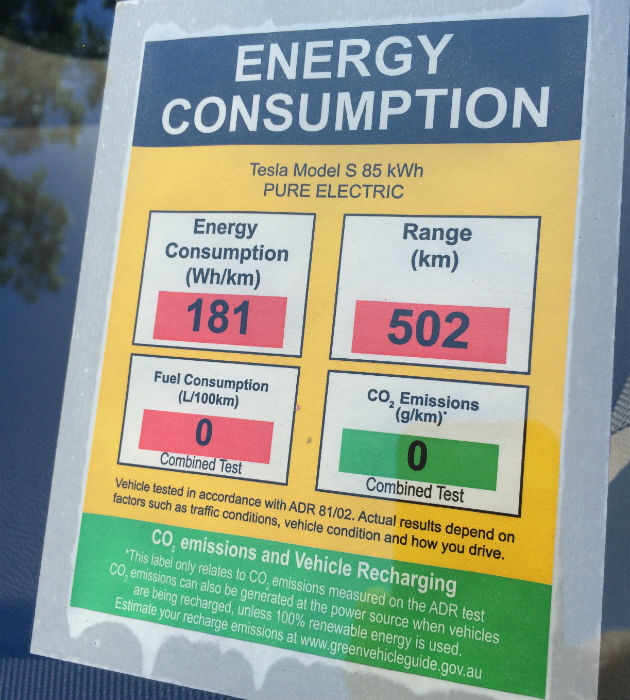 ENERGY
CONSUMPTION
Tesla Model S 85 kWh
PURE ELECTRIC
Energy
Consumption
(Wh/km)
181
Range
(km)
502
Fuel Consumption
(L/100km)
0
Combined Test
CO₂ Emissions
(g/km)*
0
Combined Test
Vehicle tested in accordance with ADR 81/02. Actual results depend on
factors such as traffic conditions, vehicle condition and how you drive.
CO₂ emissions and Vehicle Recharging
*This label only relates to CO₂ emissions measured on the ADR test
CO₂ emissions can also be generated at the power source when vehicles
are being recharged, unless 100% renewable energy is used.
Estimate your recharge emissions at www.greenvehicleguide.gov.au